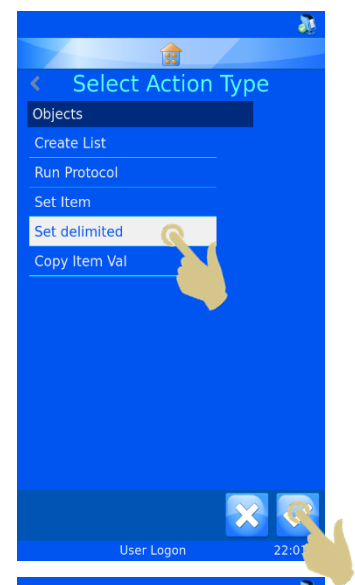 Select Action Type
Objects
Create List
Run Protocol
Set Item
Set delimited
Copy Item Val
User Logon